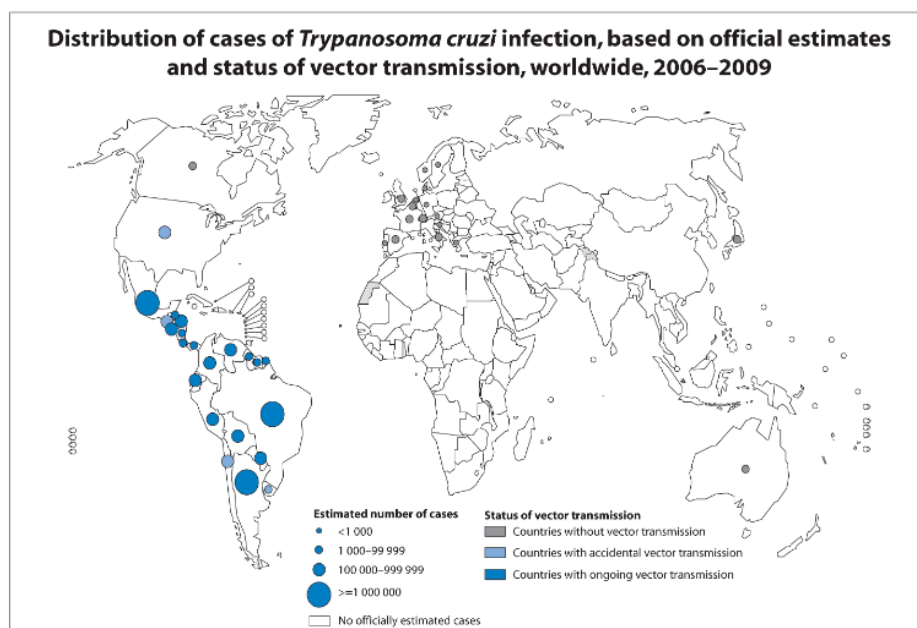 Distribution of cases of Trypanosoma cruzi infection, based on official estimates
and status of vector transmission, worldwide, 2006–2009
Estimated number of cases
<1 000
1 000–99 999
100 000–999 999
>=1 000 000
No officially estimated cases
Status of vector transmission
Countries without vector transmission
Countries with accidental vector transmission
Countries with ongoing vector transmission